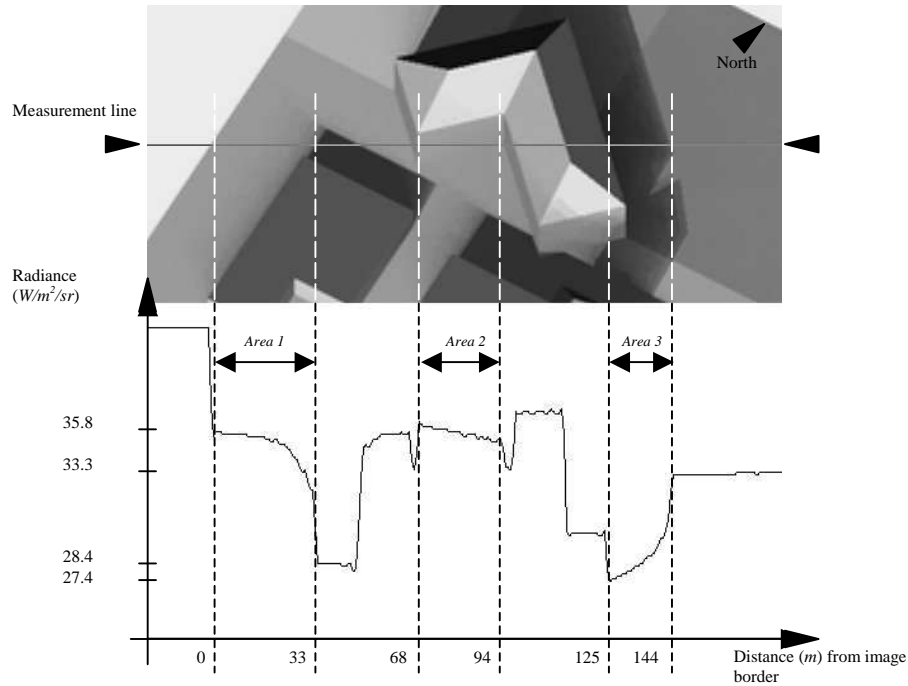 North
Measurement line
Radiance
(W/m²/sr)
Area 1
Area 2
Area 3
35.8
33.3
28.4
27.4
0
33
68
94
125
144
Distance (m) from image
border